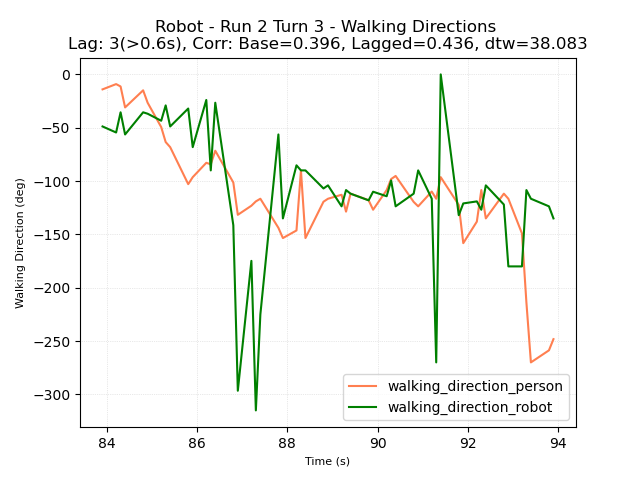 Robot - Run 2 Turn 3 - Walking Directions
Lag: 3(>0.6s), Corr: Base=0.396, Lagged=0.436, dtw=38.083
0
−50
−100
−150
−200
−250
−300
Walking Direction (deg)
walking_direction_person
walking_direction_robot
84 86 88 90 92 94
Time (s)